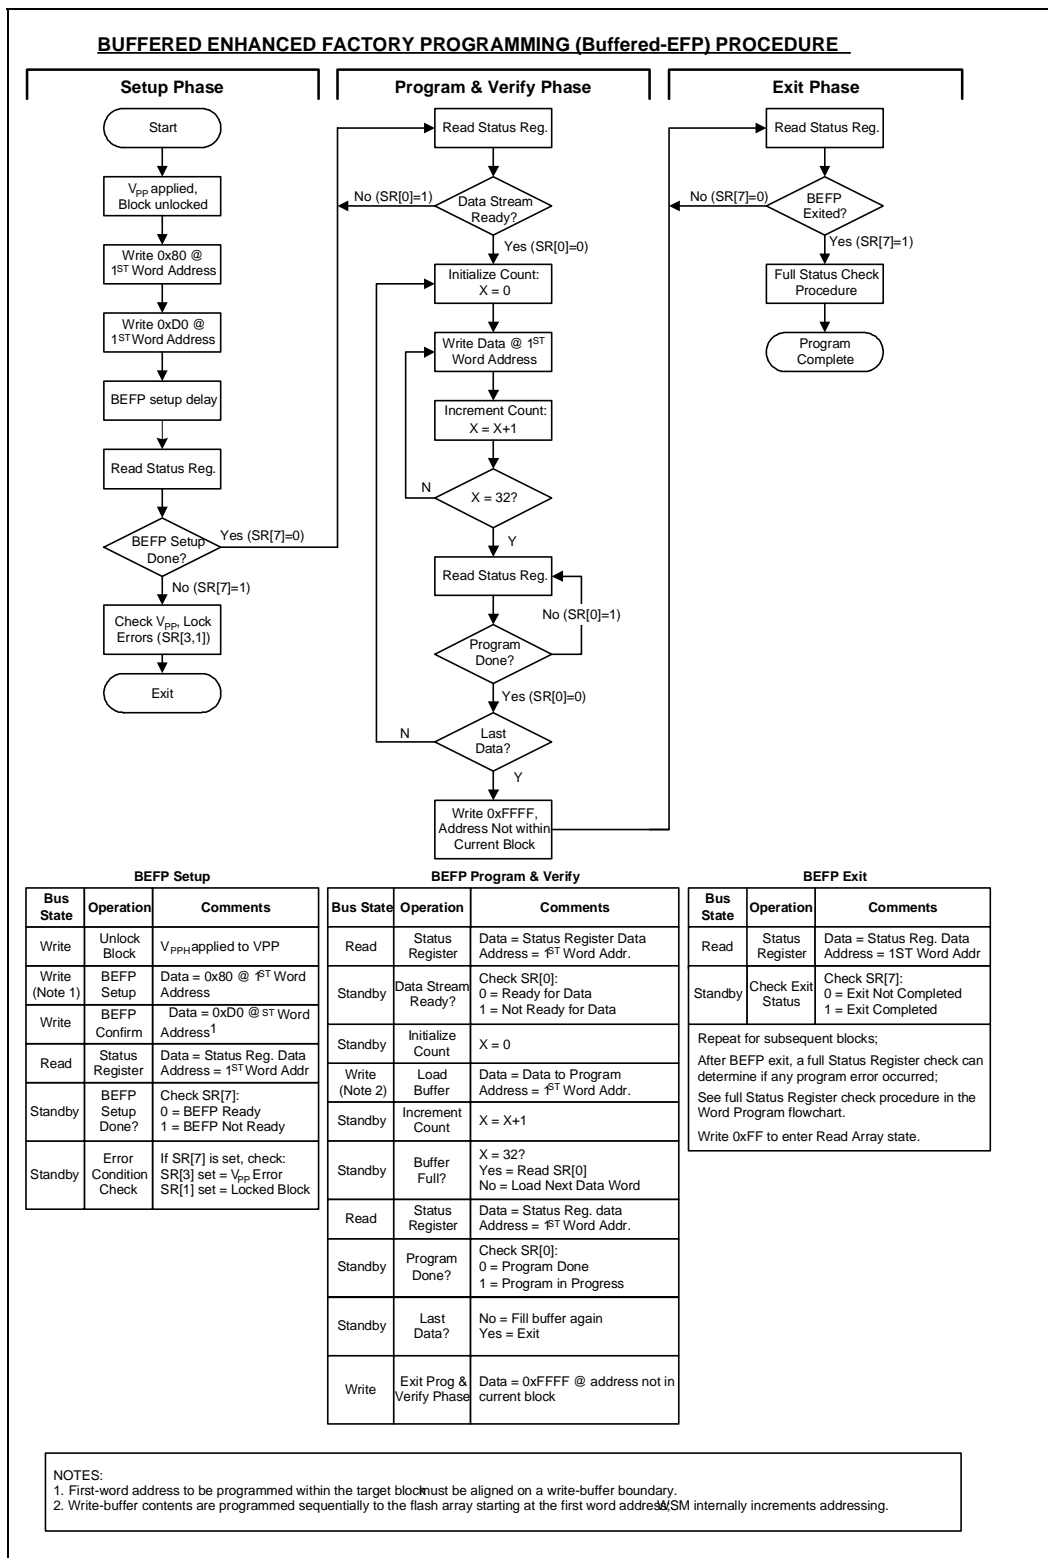 BUFFERED ENHANCED FACTORY PROGRAMMING (Buffered-EFP) PROCEDURE
Setup Phase
Start
VPP applied,
Block unlocked
Write 0x80 @
1ST Word Address
Write 0xD0 @
1ST Word Address
BEFP setup delay
Read Status Reg.
BEFP Setup
Done?
Yes (SR[7]=0)
No (SR[7]=1)
Check VPP, Lock
Errors (SR[3,1])
Exit
Program & Verify Phase
Read Status Reg.
No (SR[0]=1)
Data Stream
Ready?
Yes (SR[0]=0)
Initialize Count:
X = 0
Write Data @ 1ST
Word Address
Increment Count:
X = X+1
N
X = 32?
Y
Read Status Reg.
No (SR[0]=1)
Program
Done?
Yes (SR[0]=0)
N
Last
Data?
Y
Write 0xFFFF,
Address Not within
Current Block
Exit Phase
Read Status Reg.
No (SR[7]=0)
BEFP
Exited?
Yes (SR[7]=1)
Full Status Check
Procedure
Program
Complete
BEFP Setup
Bus State Operation Comments
Write Unlock Block VPPH applied to VPP
Write (Note 1) BEFP Setup Data = 0x80 @ 1ST Word Address
Write BEFP Confirm Data = 0xD0 @ ST Word Address1
Read Status Register Data = Status Reg. Data
Address = 1ST Word Addr
Standby BEFP Setup Done? Check SR[7]:
0 = BEFP Ready
1 = BEFP Not Ready
Standby Error Condition Check If SR[7] is set, check:
SR[3] set = VPP Error
SR[1] set = Locked Block
BEFP Program & Verify
Bus State Operation Comments
Read Status Register Data = Status Register Data
Address = 1ST Word Addr.
Standby Data Stream Ready? Check SR[0]:
0 = Ready for Data
1 = Not Ready for Data
Standby Initialize Count X = 0
Write (Note 2) Load Buffer Data = Data to Program
Address = 1ST Word Addr.
Standby Increment Count X = X+1
Standby Buffer Full? X = 32?
Yes = Read SR[0]
No = Load Next Data Word
Read Status Register Data = Status Reg. data
Address = 1ST Word Addr.
Standby Program Done? Check SR[0]:
0 = Program Done
1 = Program in Progress
Standby Last Data? No = Fill buffer again
Yes = Exit
Write Exit Prog & Verify Phase Data = 0xFFFF @ address not in
current block
BEFP Exit
Bus State Operation Comments
Read Status Register Data = Status Reg. Data
Address = 1ST Word Addr
Standby Check Exit Status Check SR[7]:
0 = Exit Not Completed
1 = Exit Completed
Repeat for subsequent blocks;
After BEFP exit, a full Status Register check can
determine if any program error occurred;
See full Status Register check procedure in the
Word Program flowchart.
Write 0xFF to enter Read Array state.
NOTES:
1. First-word address to be programmed within the target block must be aligned on a write-buffer boundary.
2. Write-buffer contents are programmed sequentially to the flash array starting at the first word address; WSM internally increments addressing.